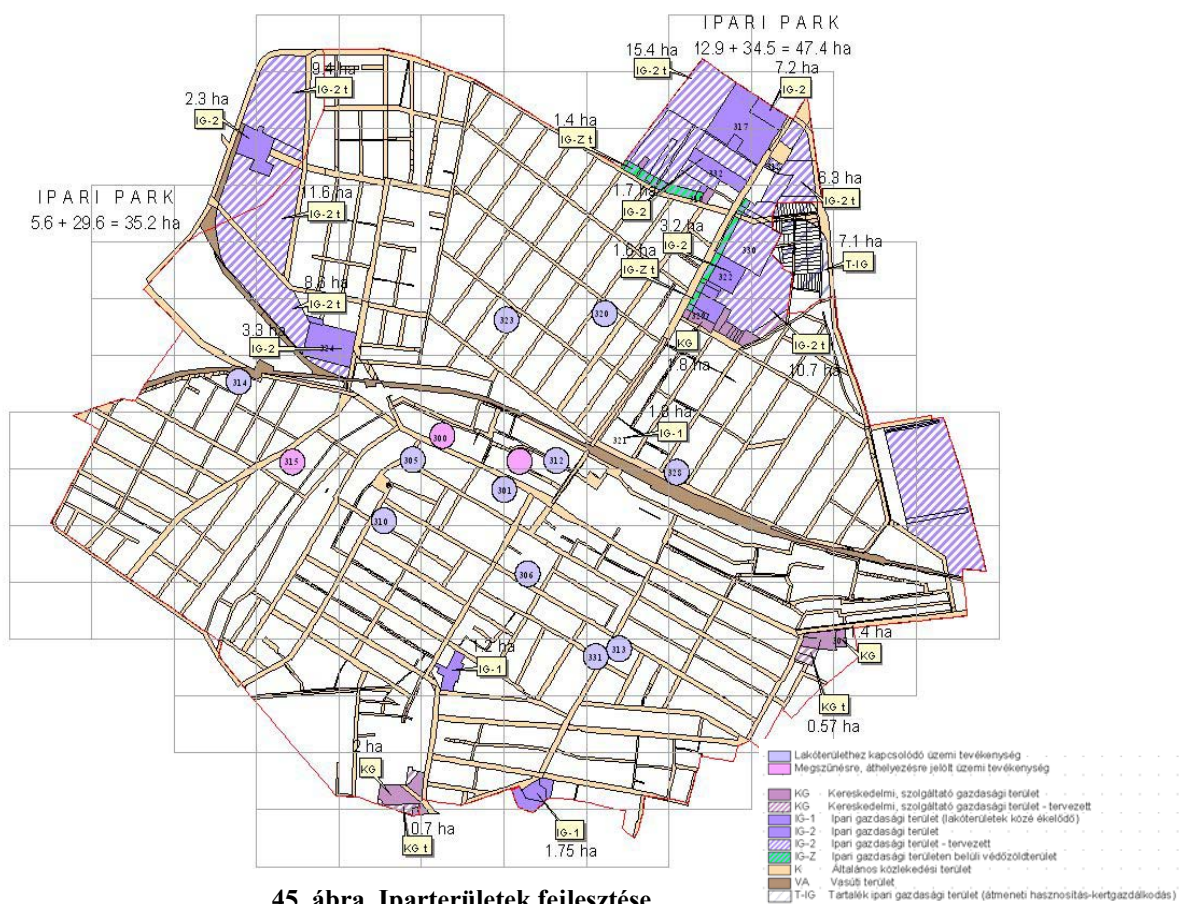 IPARI PARK
12.9 + 34.5 = 47.4 ha
15.4 ha
IG-2 t
7.2 ha
IG-2
9.4 ha
IG-2 t
2.3 ha
IG-2
1.4 ha
IG-Z t
317
332
6.3 ha
IG-2 t
1.7 ha
IG-2
IPARI PARK
5.6 + 29.6 = 35.2 ha
11.6 ha
IG-2 t
3.2 ha
IG-2
330
7.1 ha
T-IG
1.6 ha
IG-Z t
322
8.6 ha
IG-2 t
323
320
3.3 ha
IG-2
324
KG
1.8 ha
IG-2 t
10.7 ha
314
1.3 ha
321
IG-1
300
315
305
312
328
301
310
306
313
331
1.2 ha
IG-1
1.4 ha
KG
KG t
0.57 ha
2 ha
KG
0.7 ha
KG t
IG-1
1.75 ha
Lakóterülethez kapcsolódó üzemi tevékenység
Megszűnésre, áthelyezésre jelölt üzemi tevékenység
KG Kereskedelmi, szolgáltató gazdasági terület
KG Kereskedelmi, szolgáltató gazdasági terület - tervezett
IG-1 Ipari gazdasági terület (lakóterületek közé ékelődő)
IG-2 Ipari gazdasági terület
IG-2 Ipari gazdasági terület - tervezett
IG-Z Ipari gazdasági területen belüli védőzöldterület
K Általános közlekedési terület
VA Vasúti terület
T-IG Tartalék ipari gazdasági terület (átmeneti hasznosítás-kertgazdálkodás)
45. ábra Iparterületek fejlesztése